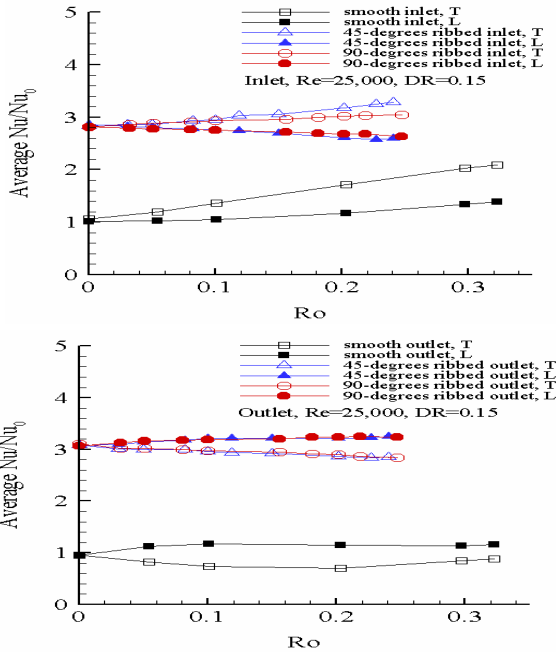 smooth inlet, T
smooth inlet, L
45-degrees ribbed inlet, T
45-degrees ribbed inlet, L
90-degrees ribbed inlet, T
90-degrees ribbed inlet, L
Inlet, Re=25,000, DR=0.15
Average Nu/Nu0
5
4
3
2
1
0
0
0.1
0.2
0.3
Ro
smooth outlet, T
smooth outlet, L
45-degrees ribbed outlet, T
45-degrees ribbed outlet, L
90-degrees ribbed outlet, T
90-degrees ribbed outlet, L
Outlet, Re=25,000, DR=0.15
Average Nu/Nu0
5
4
3
2
1
0
0
0.1
0.2
0.3
Ro